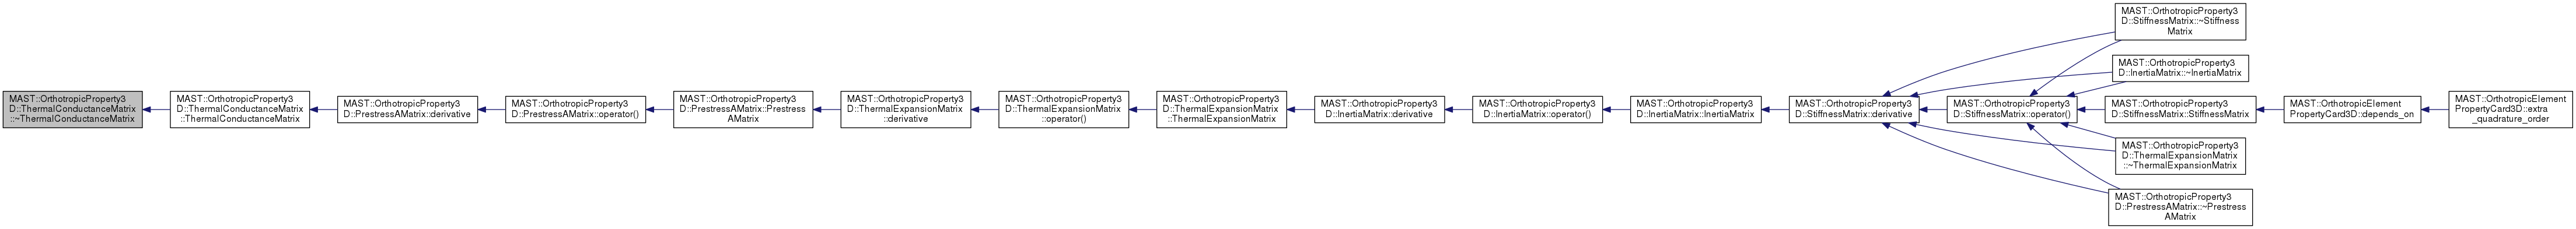 MAST::OrthotropicProperty3
D::ThermalConductanceMatrix
::~ThermalConductanceMatrix
MAST::OrthotropicProperty3
D::ThermalConductanceMatrix
::ThermalConductanceMatrix
MAST::OrthotropicProperty3
D::PrestressAMatrix::derivative
MAST::OrthotropicProperty3
D::PrestressAMatrix::operator()
MAST::OrthotropicProperty3
D::PrestressAMatrix::Prestress
AMatrix
MAST::OrthotropicProperty3
D::ThermalExpansionMatrix
::derivative
MAST::OrthotropicProperty3
D::ThermalExpansionMatrix
::operator()
MAST::OrthotropicProperty3
D::ThermalExpansionMatrix
::ThermalExpansionMatrix
MAST::OrthotropicProperty3
D::InertiaMatrix::derivative
MAST::OrthotropicProperty3
D::InertiaMatrix::operator()
MAST::OrthotropicProperty3
D::InertiaMatrix::InertiaMatrix
MAST::OrthotropicProperty3
D::StiffnessMatrix::derivative
MAST::OrthotropicProperty3
D::StiffnessMatrix::operator()
MAST::OrthotropicProperty3
D::StiffnessMatrix::~Stiffness
Matrix
MAST::OrthotropicProperty3
D::InertiaMatrix::~InertiaMatrix
MAST::OrthotropicProperty3
D::StiffnessMatrix::StiffnessMatrix
MAST::OrthotropicProperty3
D::ThermalExpansionMatrix
::~ThermalExpansionMatrix
MAST::OrthotropicProperty3
D::PrestressAMatrix::~Prestress
AMatrix
MAST::OrthotropicElement
PropertyCard3D::depends_on
MAST::OrthotropicElement
PropertyCard3D::extra
_quadrature_order